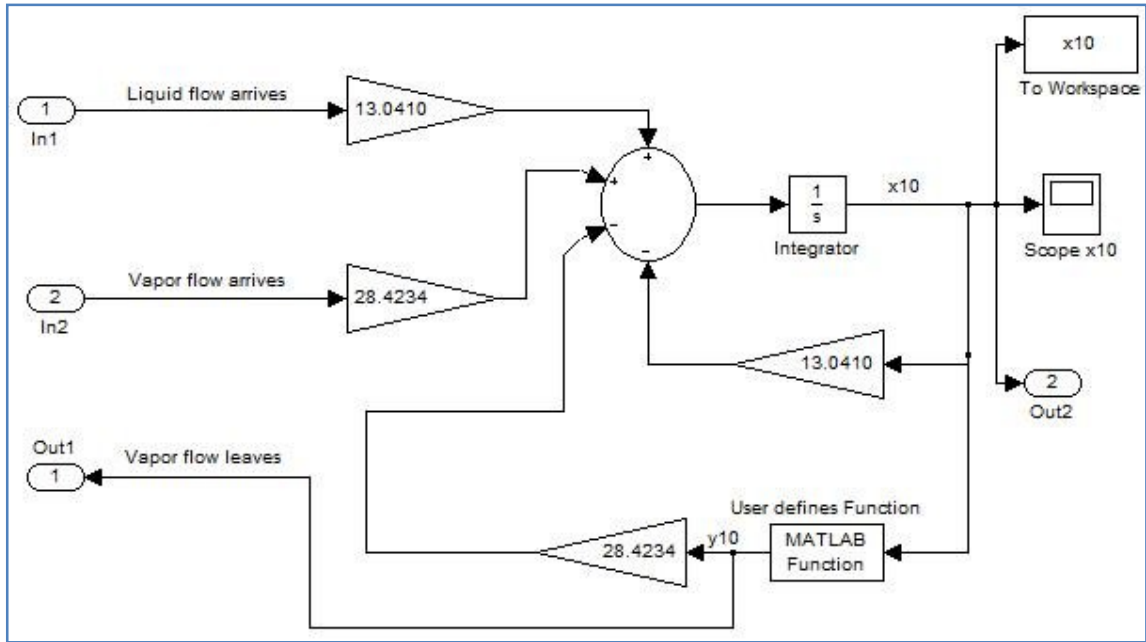 x10
To Workspace
Liquid flow arrives
1
In1
13.0410
+
+
-
-
1
s
Integrator
x10
Scope x10
Vapor flow arrives
2
In2
28.4234
13.0410
2
Out2
Out1
1
Vapor flow leaves
User defines Function
28.4234
y10
MATLAB
Function